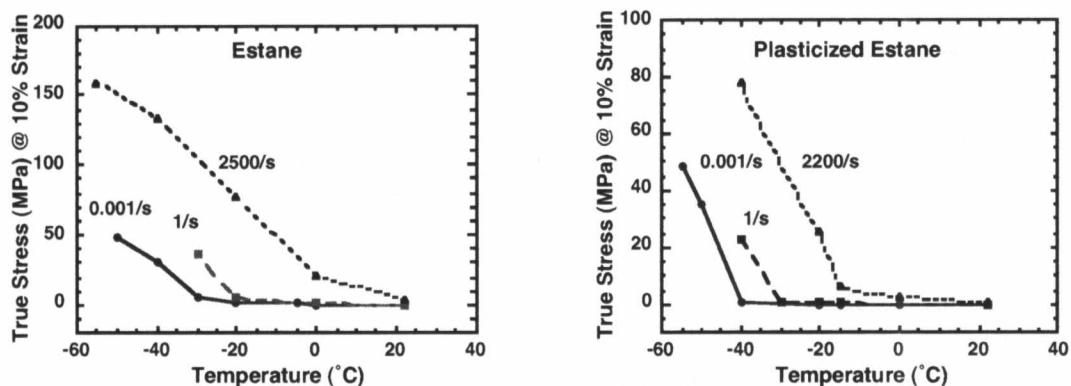 True Stress (MPa) @ 10% Strain
200
150
100
50
0
Estane
2500/s
0.001/s
1/s
-60
-40
-20
0
20
40
Temperature (˚C)
True Stress (MPa) @ 10% Strain
100
80
60
40
20
0
Plasticized Estane
0.001/s
2200/s
1/s
-60
-40
-20
0
20
40
Temperature (˚C)